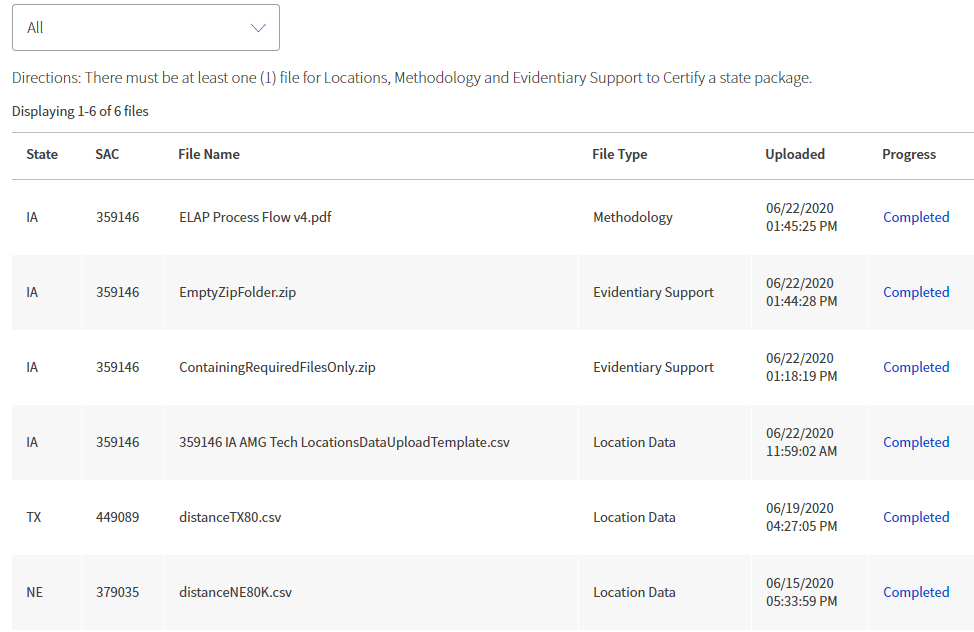 All
Directions: There must be at least one (1) file for Locations, Methodology and Evidentiary Support to Certify a state package.
Displaying 1-6 of 6 files
State SAC File Name File Type Uploaded Progress
IA 359146 ELAP Process Flow v4.pdf Methodology 06/22/2020 01:45:25 PM Completed
IA 359146 EmptyZipFolder.zip Evidentiary Support 06/22/2020 01:44:28 PM Completed
IA 359146 ContainingRequiredFilesOnly.zip Evidentiary Support 06/22/2020 01:18:19 PM Completed
IA 359146 359146 IA AMG Tech LocationsDataUploadTemplate.csv Location Data 06/22/2020 11:59:02 AM Completed
TX 449089 distanceTX80.csv Location Data 06/19/2020 04:27:05 PM Completed
NE 379035 distanceNE80K.csv Location Data 06/15/2020 05:33:59 PM Completed